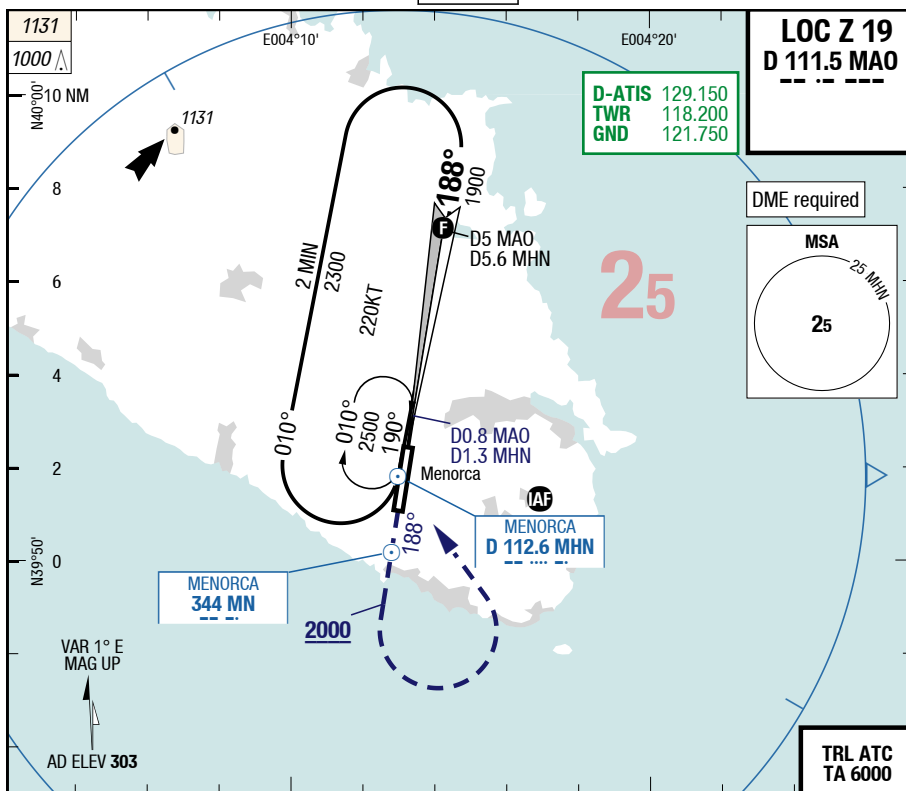 1131
1000
E004°10'
E004°20'
LOC Z 19
D 111.5 MAO
D-ATIS 129.150
TWR 118.200
GND 121.750
N40°00'
10 NM
1131
8
188°
1900
DME required
D5 MAO
D5.6 MHN
F
MSA
25 MHN
25
6
2 MIN
2300
25
220KT
4
010°
010°
2500
190°
D0.8 MAO
D1.3 MHN
2
Menorca
IAF
MENORCA
D 112.6 MHN
188°
N39°50'
0
MENORCA
344 MN
2000
VAR 1° E
MAG UP
AD ELEV 303
TRL ATC
TA 6000